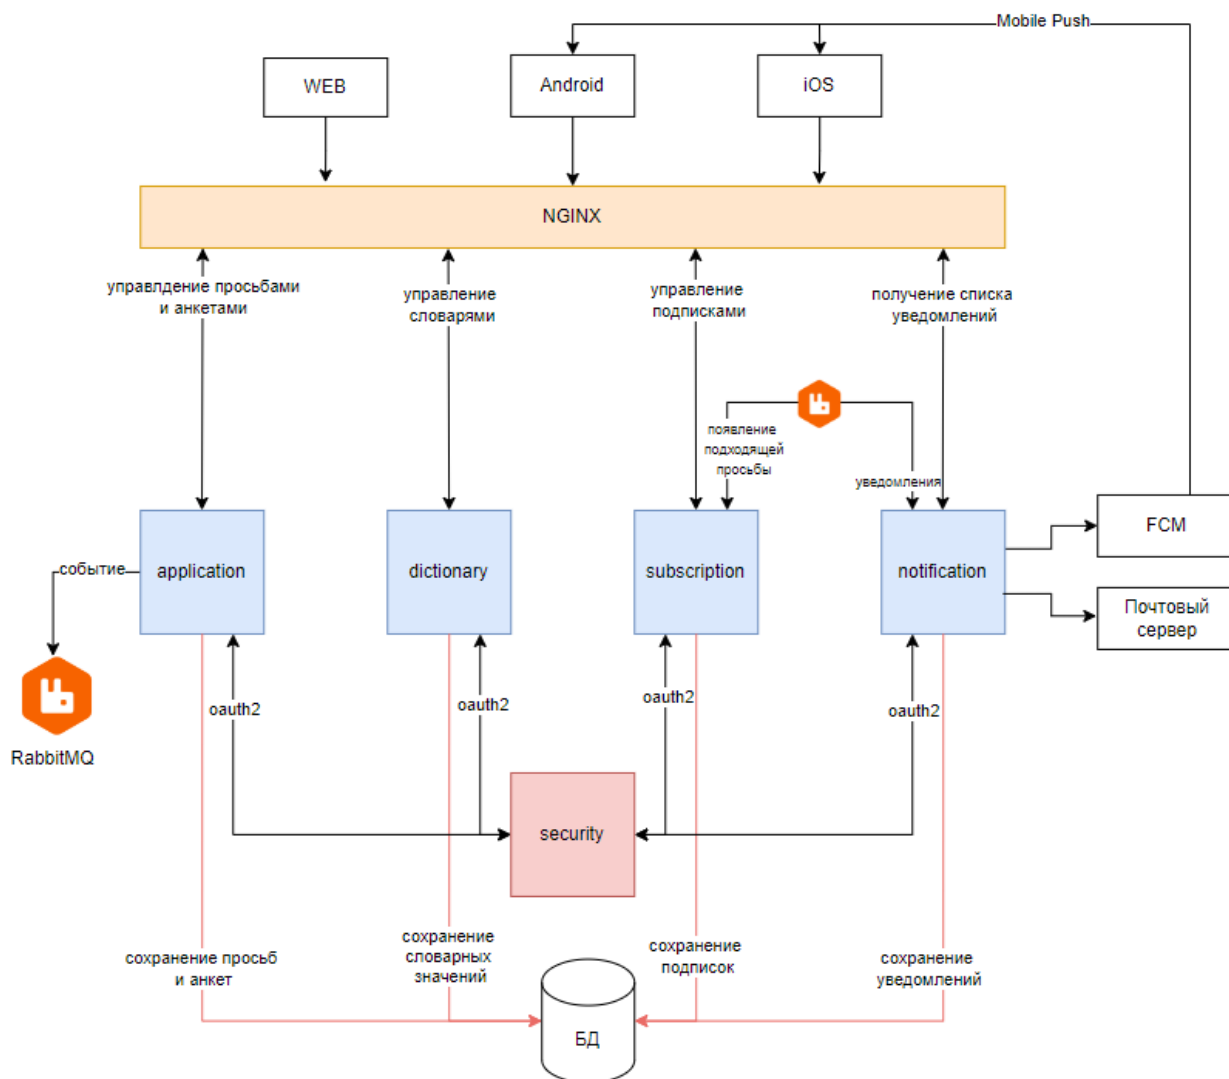 Mobile Push
WEB
Android
iOS
NGINX
управлдение просьбами
и анкетами
управление
словарями
управление
подписками
получение списка
уведомлений
появление
подходящей
просьбы
уведомления
событие
application
dictionary
subscription
notification
FCM
Почтовый
сервер
RabbitMQ
oauth2
oauth2
oauth2
oauth2
security
сохранение просьб
и анкет
сохранение
словарных
значений
сохранение
подписок
сохранение
уведомлений
БД